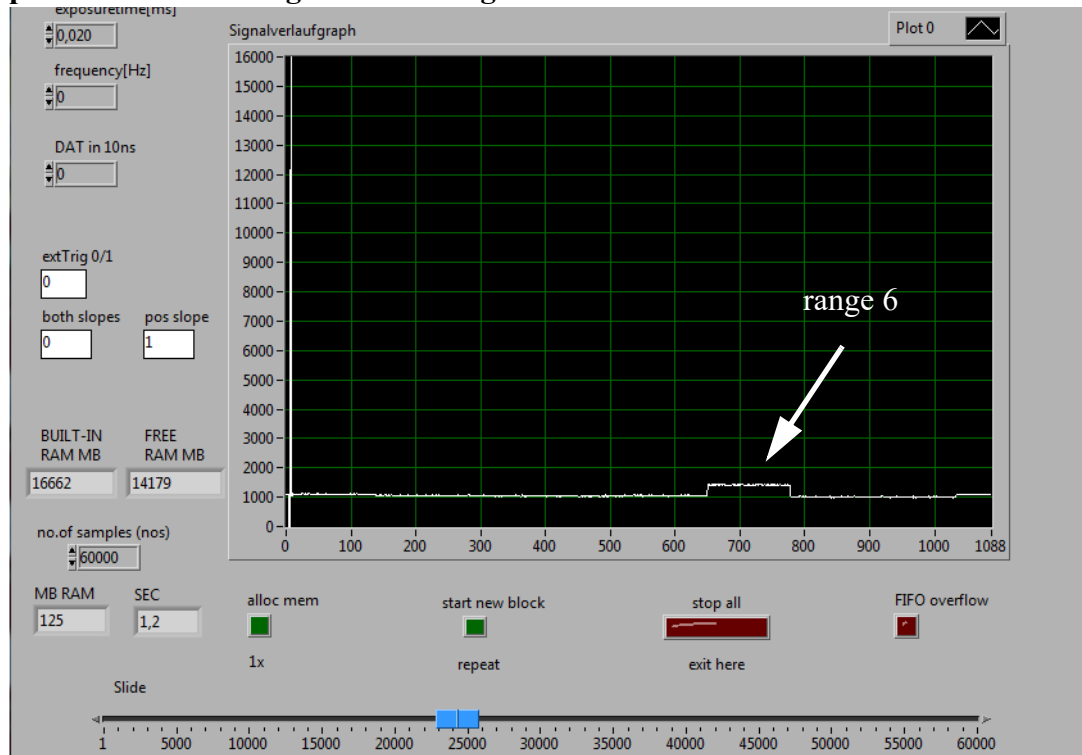 exposuretime[ms]
0,020
frequency[Hz]
0
DAT in 10ns
0
extTrig 0/1
0
both slopes pos slope
0 1
BUILT-IN RAM MB FREE RAM MB
16662 14179
no.of samples (nos)
60000
MB RAM SEC
125 1,2
Signalverlaufgraph
Plot 0
16000
15000
14000
13000
12000
11000
10000
9000
8000
7000
6000
5000
4000
3000
2000
1000
0
0 100 200 300 400 500 600 700 800 900 1000 1088
range 6
alloc mem start new block stop all FIFO overflow
1x repeat exit here
Slide
1 5000 10000 15000 20000 25000 30000 35000 40000 45000 50000 55000 60000